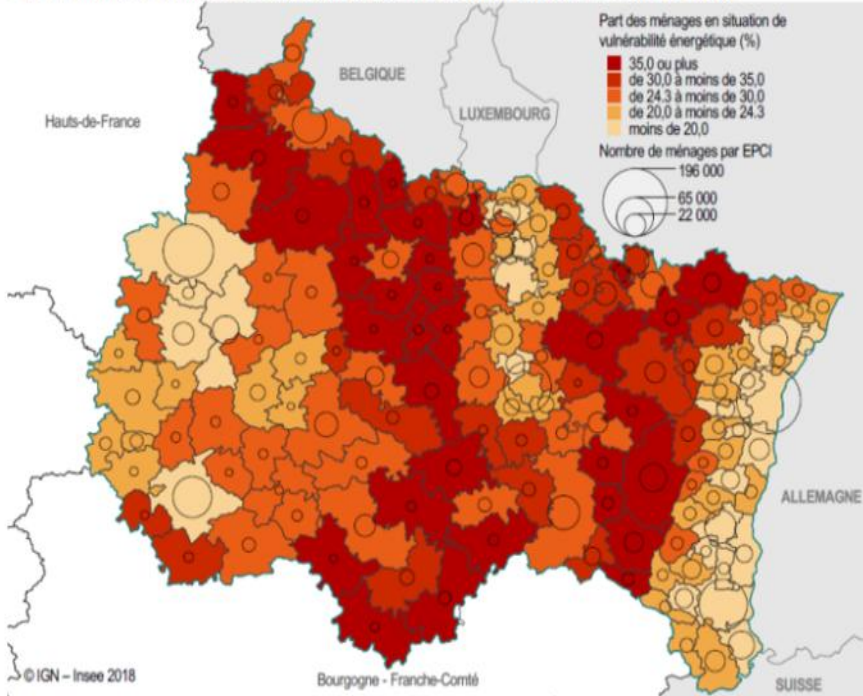 Part des ménages en situation de
vulnérabilité énergétique (%)
35,0 ou plus
de 30,0 à moins de 35,0
de 24.3 à moins de 30,0
de 20,0 à moins de 24.3
moins de 20,0
Nombre de ménages par EPCI
196 000
65 000
22 000
BELGIQUE
LUXEMBOURG
Hauts-de-France
ALLEMAGNE
© IGN – Insee 2018
Bourgogne - Franche-Comté
SUISSE